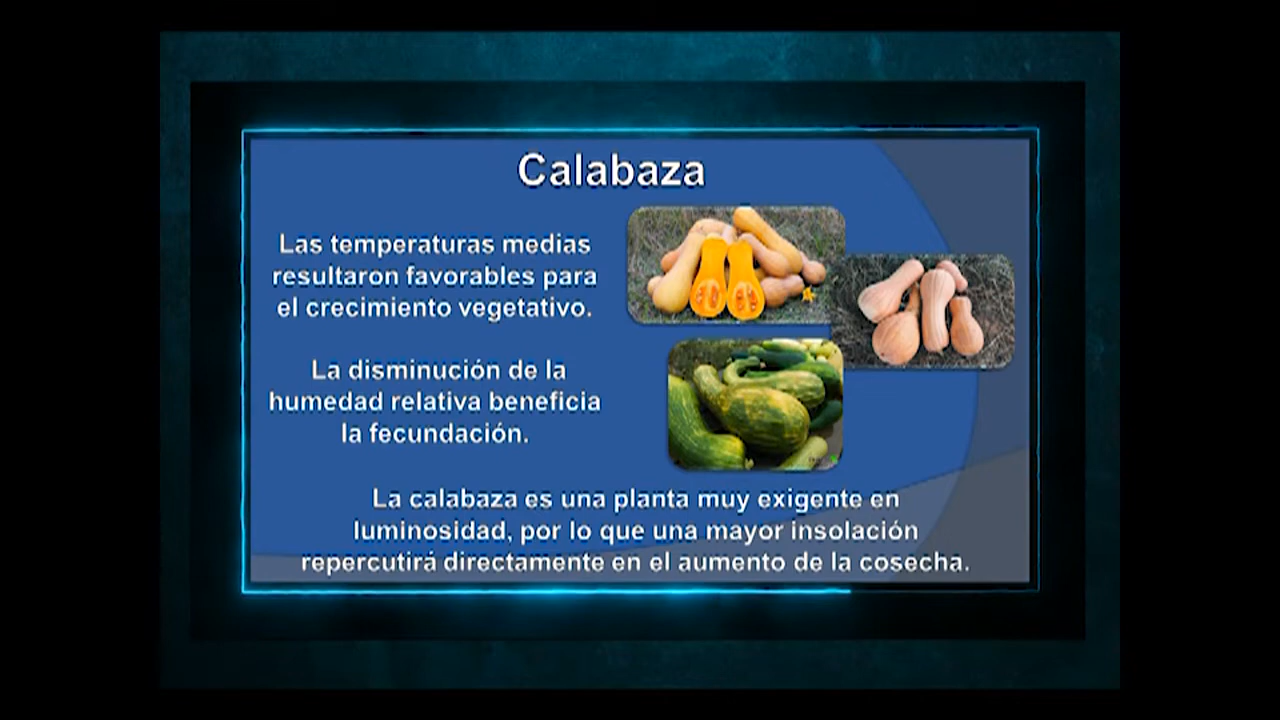 Calabaza
Las temperaturas medias
resultaron favorables para
el crecimiento vegetativo.
La disminución de la
humedad relativa beneficia
la fecundación.
La calabaza es una planta muy exigente en
luminosidad, por lo que una mayor insolación
repercutirá directamente en el aumento de la cosecha.